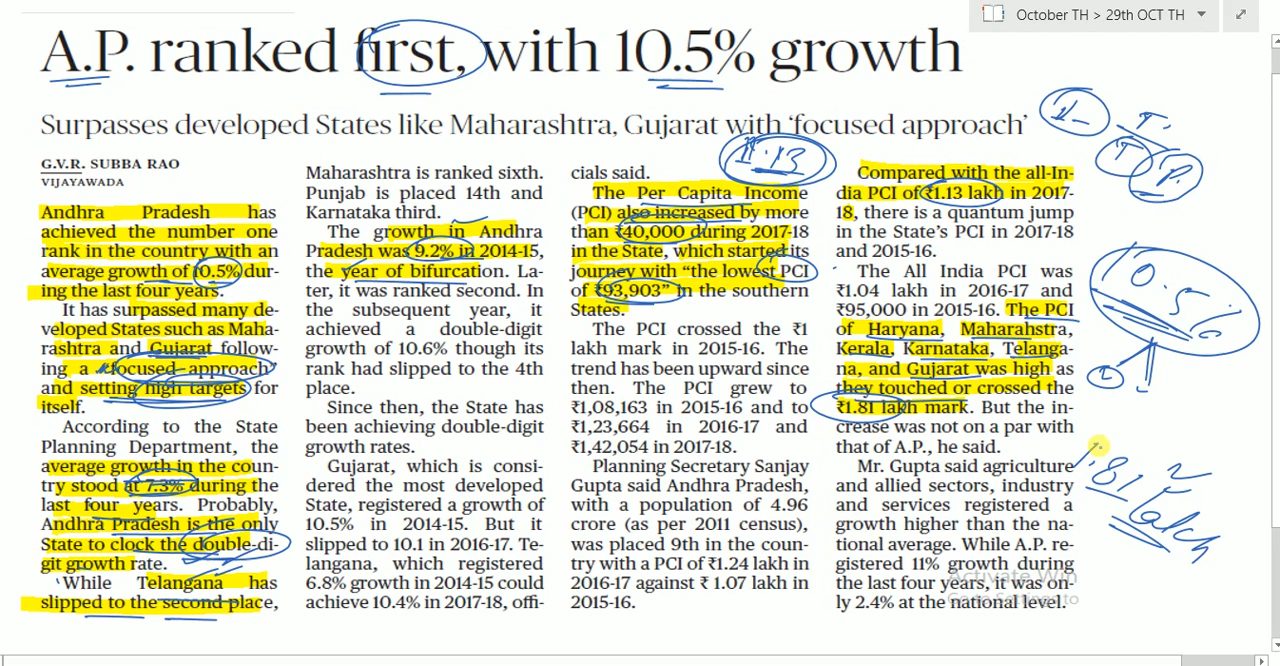 October TH > 29th OCT TH
A.P. ranked first, with 10.5% growth
Surpasses developed States like Maharashtra, Gujarat with ‘focused approach’
G.V.R. SUBBA RAO
VIJAYAWADA
Andhra Pradesh has
achieved the number one
rank in the country with an
average growth of 10.5% dur-
ing the last four years.
It has surpassed many de-
veloped States such as Maha-
rashtra and Gujarat follow-
ing a “focused approach”
and setting high targets for
itself.
According to the State
Planning Department, the
average growth in the coun-
try stood at 7.3% during the
last four years. Probably,
Andhra Pradesh is the only
State to clock the double-di-
git growth rate.
While Telangana has
slipped to the second place,
Maharashtra is ranked sixth.
Punjab is placed 14th and
Karnataka third.
The growth in Andhra
Pradesh was 9.2% in 2014-15,
the year of bifurcation. La-
ter, it was ranked second. In
the subsequent year, it
achieved a double-digit
growth of 10.6% though its
rank had slipped to the 4th
place.
Since then, the State has
been achieving double-digit
growth rates.
Gujarat, which is consi-
dered the most developed
State, registered a growth of
10.5% in 2014-15. But it
slipped to 10.1 in 2016-17. Te-
langana, which registered
6.8% growth in 2014-15 could
achieve 10.4% in 2017-18, offi-
cials said.
The Per Capita Income
(PCI) also increased by more
than ₹40,000 during 2017-18
in the State, which started its
journey with “the lowest PCI
of ₹93,903” in the southern
States.
The PCI crossed the ₹1
lakh mark in 2015-16. The
trend has been upward since
then. The PCI grew to
₹1,08,163 in 2015-16 and to
₹1,23,664 in 2016-17 and
₹1,42,054 in 2017-18.
Planning Secretary Sanjay
Gupta said Andhra Pradesh,
with a population of 4.96
crore (as per 2011 census),
was placed 9th in the coun-
try with a PCI of ₹1.24 lakh in
2016-17 against ₹ 1.07 lakh in
2015-16.
Compared with the all-In-
dia PCI of ₹1.13 lakh in 2017-
18, there is a quantum jump
in the State’s PCI in 2017-18
and 2015-16.
The All India PCI was
₹1.04 lakh in 2016-17 and
₹95,000 in 2015-16. The PCI
of Haryana, Maharahstra,
Kerala, Karnataka, Telanga-
na, and Gujarat was high as
they touched or crossed the
₹1.81 lakh mark. But the in-
crease was not on a par with
that of A.P., he said.
Mr. Gupta said agriculture
and allied sectors, industry
and services registered a
growth higher than the na-
tional average. While A.P. re-
gistered 11% growth during
the last four years, it was on-
ly 2.4% at the national level.
1.13
T.
T
P.
10.5%
1.81 lakh
Activate Win
Go to Settings to